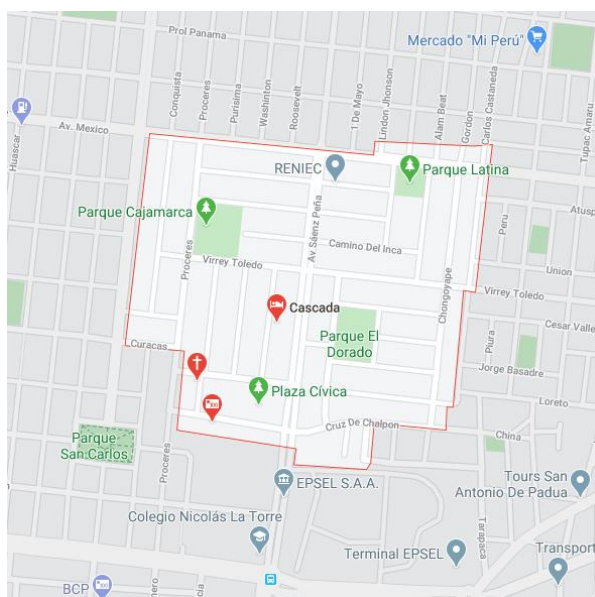 Prol Panama
Mercado "Mi Perú"
Conquista
Proceres
Purisima
Washinton
Roosevelt
1 De Mayo
Lindon Jhonson
Alam Beat
Gordon
Carlos Castaneda
Tupac Amaru
Huascar
Av. Mexico
RENIEC
Parque Latina
Parque Cajamarca
Av Sáenz Peña
Atusp
Peru
Camino Del Inca
Proceres
Virrey Toledo
Union
Chongoyape
Virrey Toledo
Cascada
Cesar Valle
Parque El
Dorado
Piura
Curacas
Jorge Basadre
Plaza Cívica
Loreto
Cruz De Chalpon
China
Parque
San Carlos
Proceres
EPSEL S.A.A.
Tours San
Antonio De Padua
Colegio Nicolás La Torre
Tarapaca
Terminal EPSEL
Transport
BCP
nero